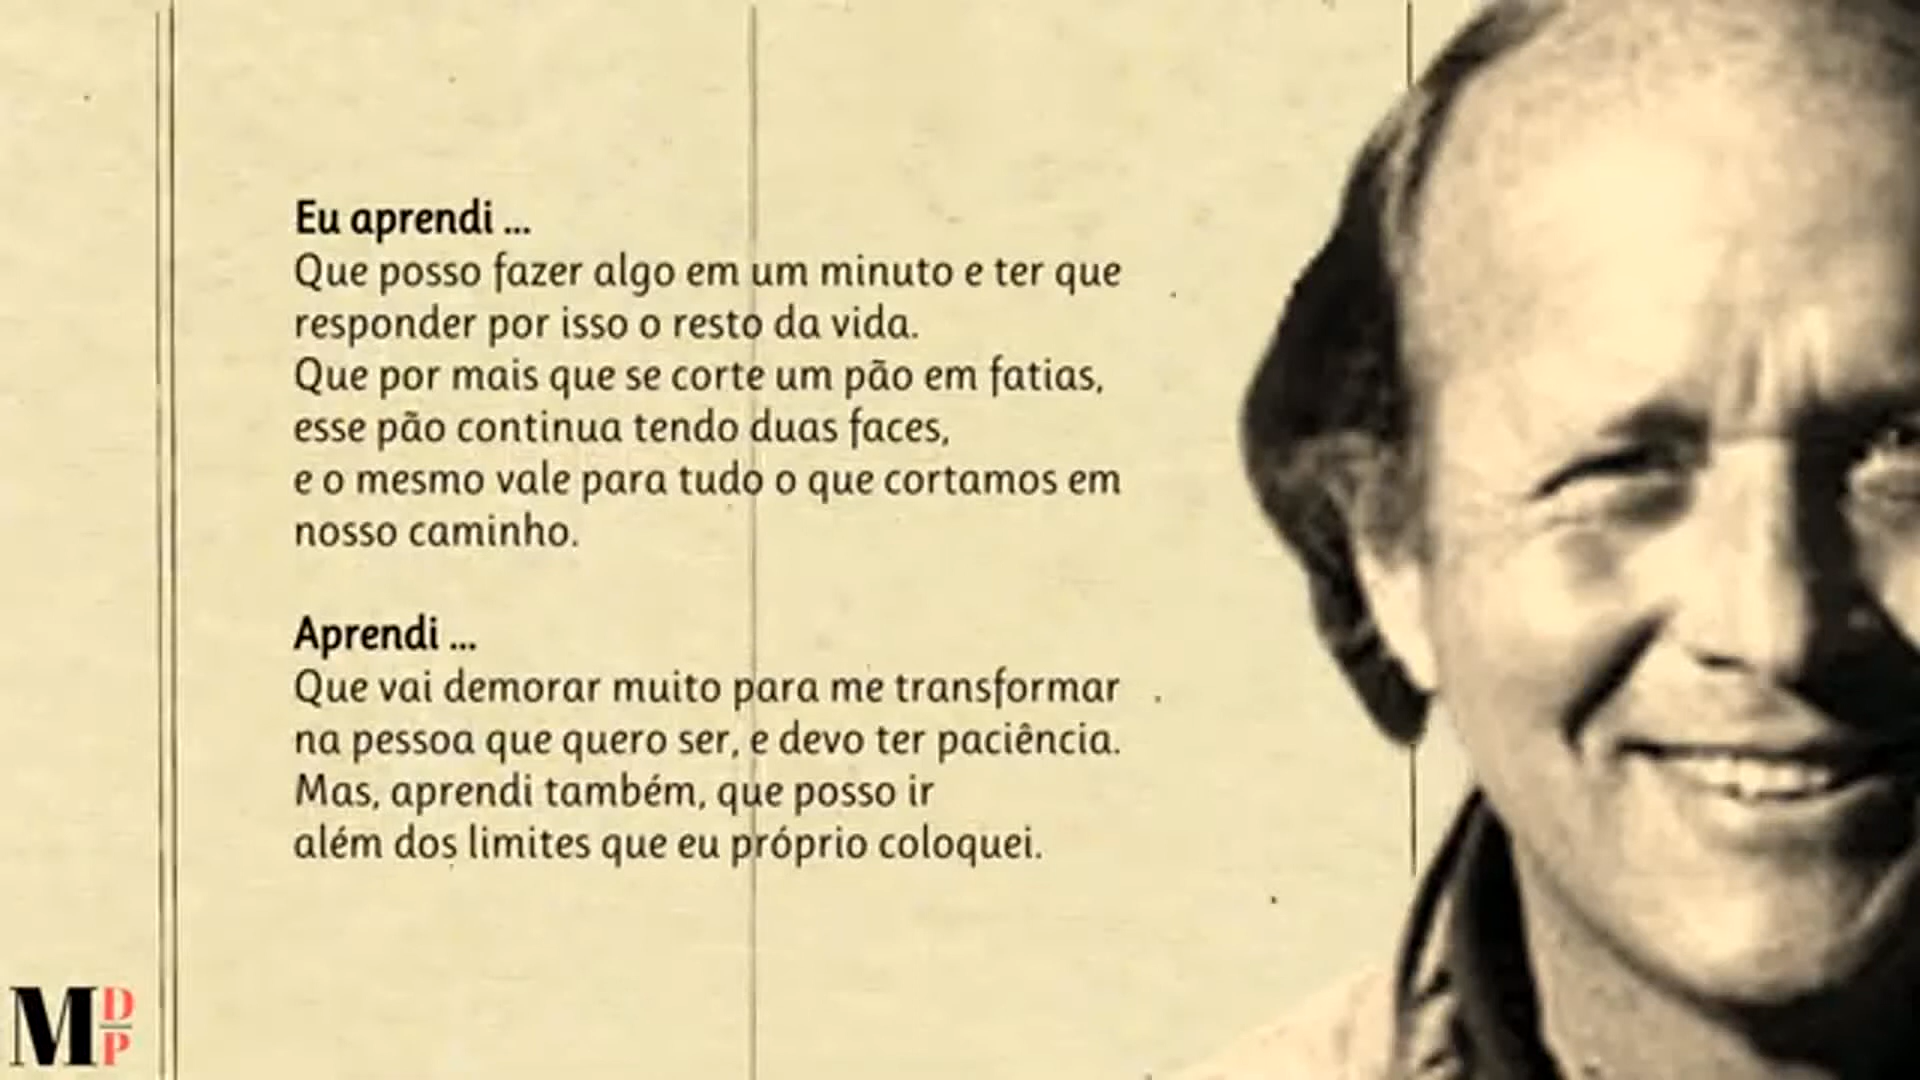 Eu aprendi ...
Que posso fazer algo em um minuto e ter que
responder por isso o resto da vida.
Que por mais que se corte um pão em fatias,
esse pão continua tendo duas faces,
e o mesmo vale para tudo o que cortamos em
nosso caminho.
Aprendi ...
Que vai demorar muito para me transformar
na pessoa que quero ser, e devo ter paciência.
Mas, aprendi também, que posso ir
além dos limites que eu próprio coloquei.
M
D
P